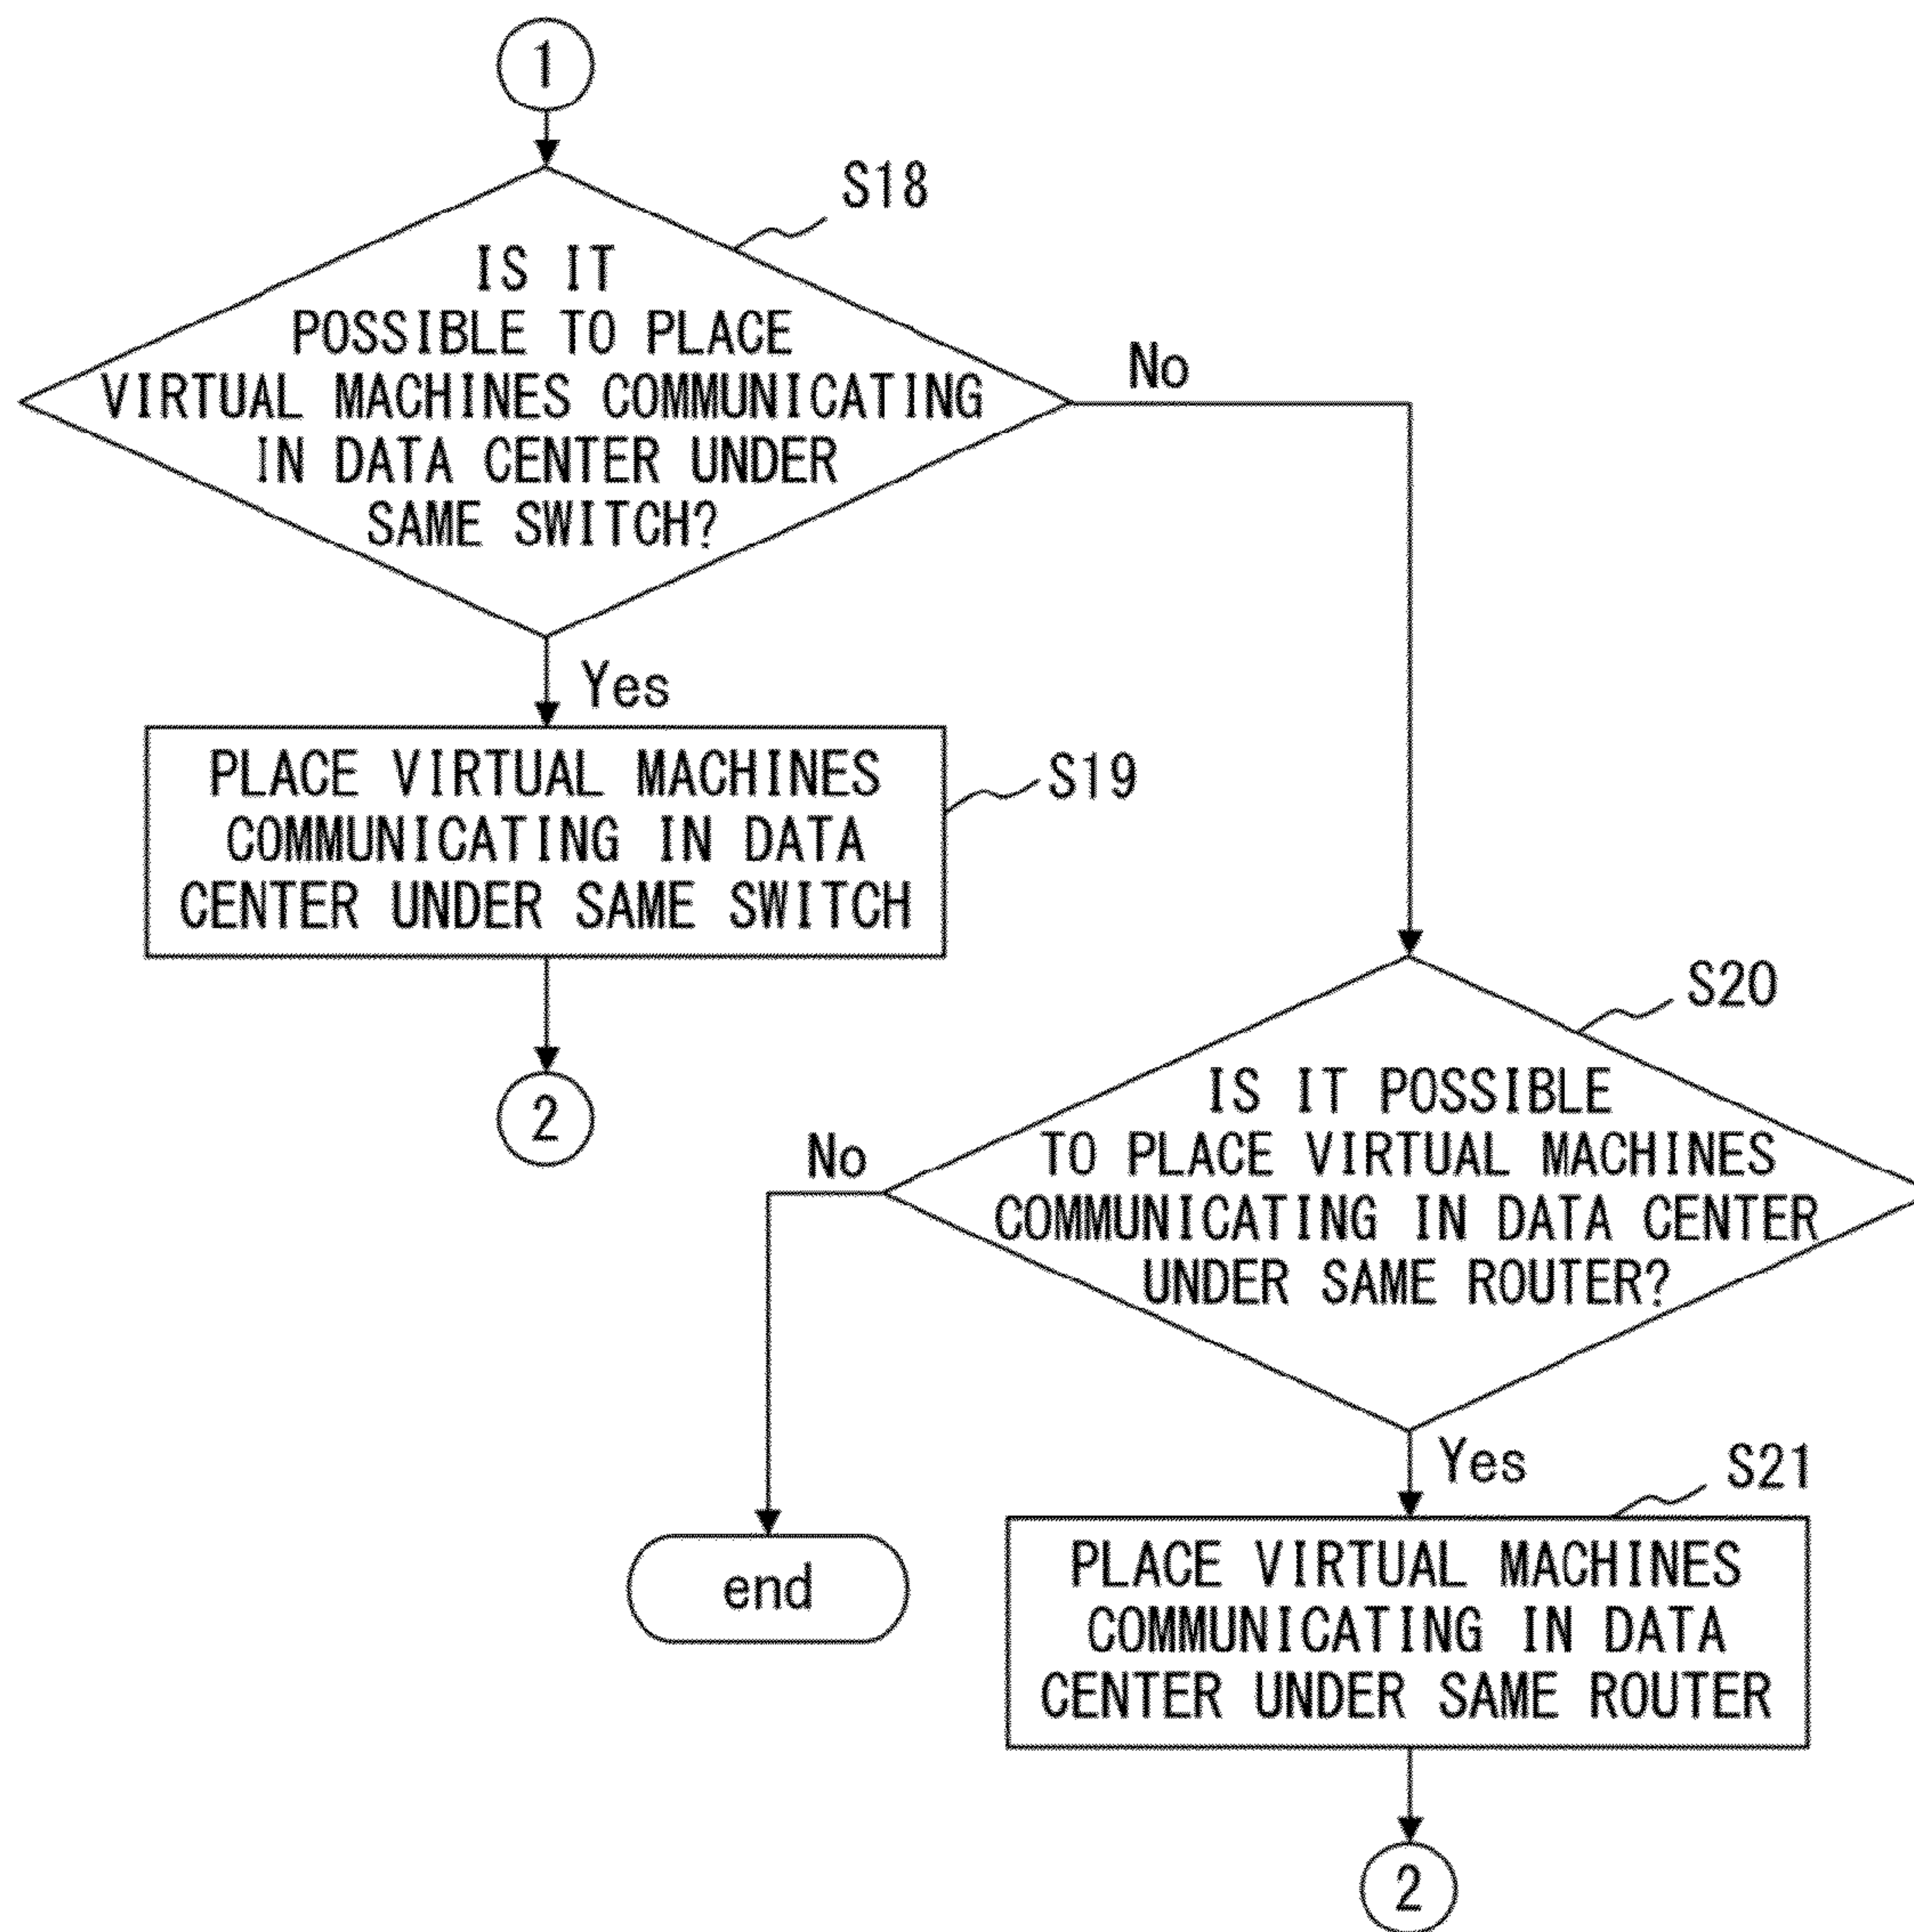 1
S18
IS IT
POSSIBLE TO PLACE
VIRTUAL MACHINES COMMUNICATING
IN DATA CENTER UNDER
SAME SWITCH?
No
Yes
PLACE VIRTUAL MACHINES
COMMUNICATING IN DATA
CENTER UNDER SAME SWITCH
S19
2
S20
IS IT POSSIBLE
TO PLACE VIRTUAL MACHINES
COMMUNICATING IN DATA CENTER
UNDER SAME ROUTER?
No
end
Yes
S21
PLACE VIRTUAL MACHINES
COMMUNICATING IN DATA
CENTER UNDER SAME ROUTER
2